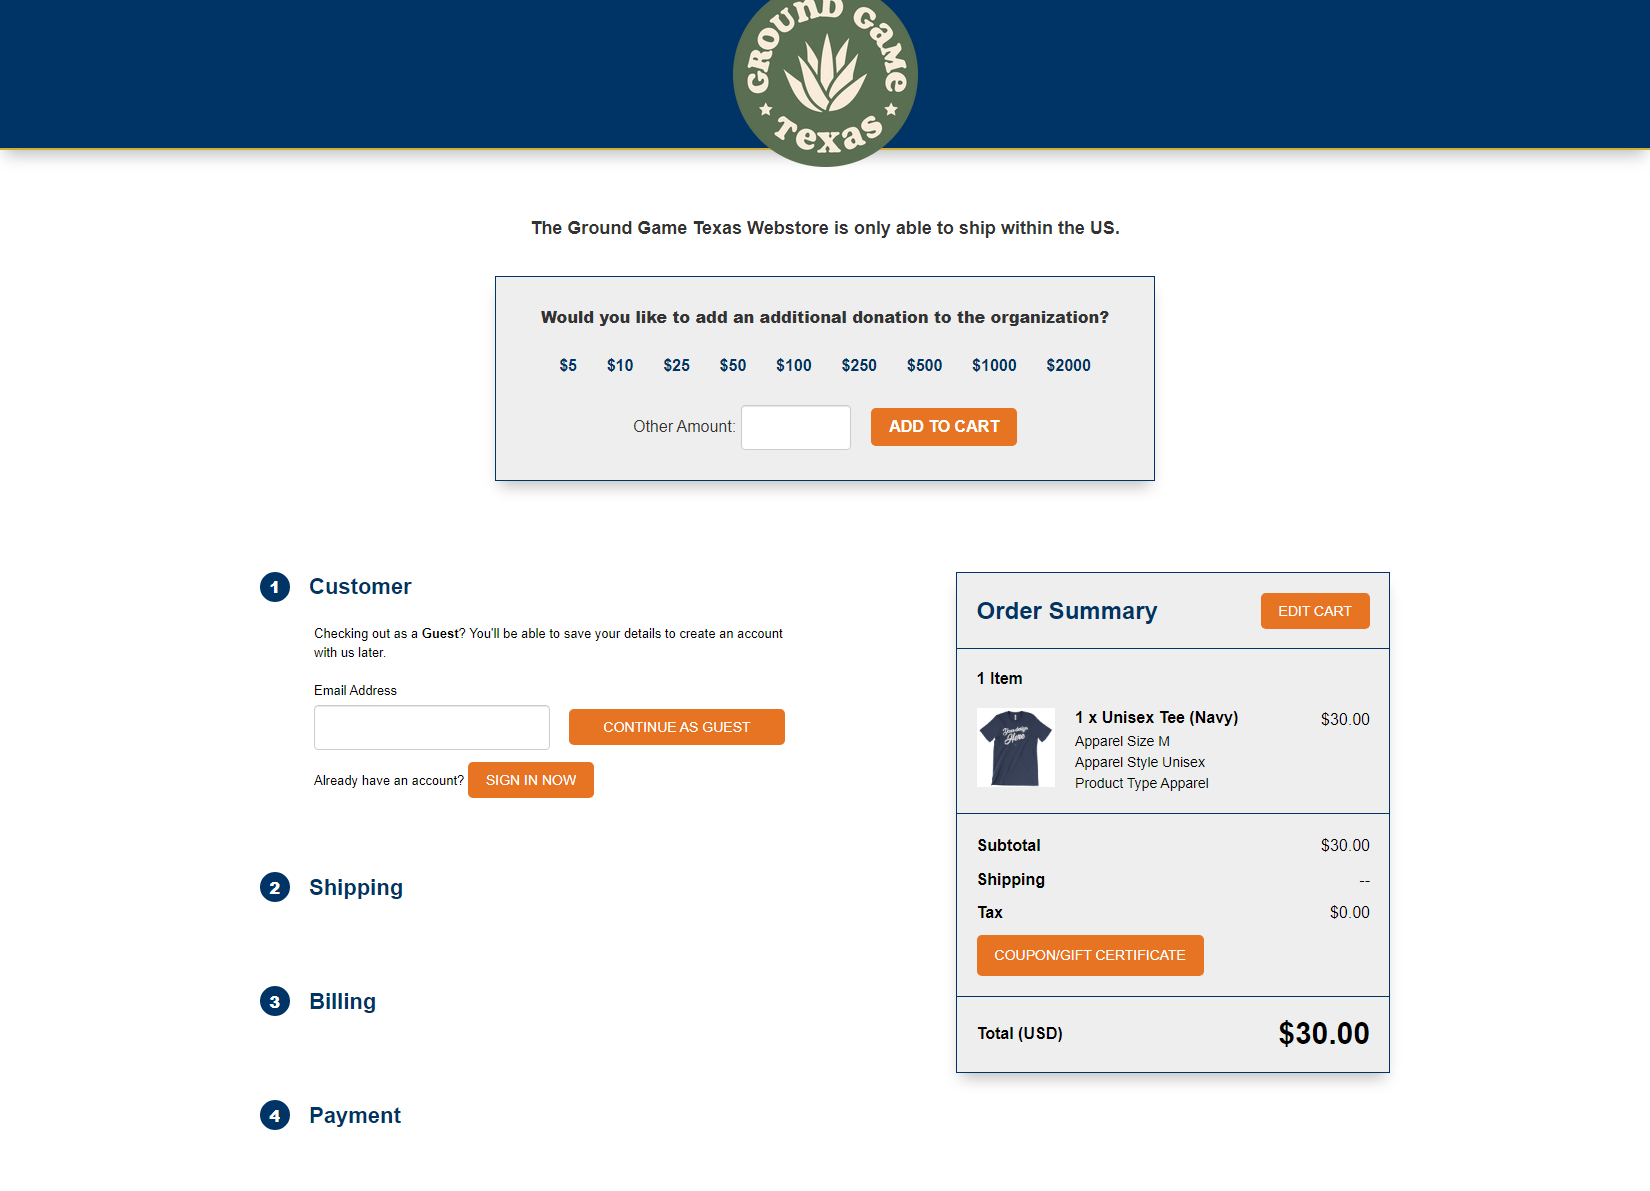 GROUND GAME
TEXAS
The Ground Game Texas Webstore is only able to ship within the US.
Would you like to add an additional donation to the organization?
$5 $10 $25 $50 $100 $250 $500 $1000 $2000
Other Amount: ADD TO CART
1 Customer
Checking out as a Guest? You'll be able to save your details to create an account
with us later.
Email Address
CONTINUE AS GUEST
Already have an account? SIGN IN NOW
2 Shipping
3 Billing
4 Payment
Order Summary EDIT CART
1 Item
Your design
Here
1 x Unisex Tee (Navy) $30.00
Apparel Size M
Apparel Style Unisex
Product Type Apparel
Subtotal $30.00
Shipping --
Tax $0.00
COUPON/GIFT CERTIFICATE
Total (USD) $30.00